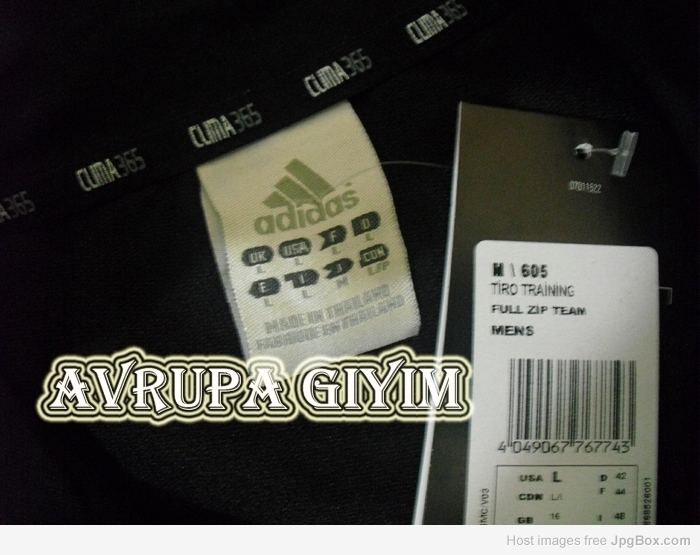 CLIMA365
CLIMA365
CLIMA365
CLIMA365
365
adidas
UK USA F D
L L L L
E I J CDN
L L M L/P
MADE IN THAILAND
FABRIQUE EN THAILANDE
07011522
M \ 605
TIRO TRAINING
FULL ZIP TEAM
MENS
4 049067 767743
USA L D 42
CDN F 44
GB 16 I 48
AVRUPA GIYIM
Host images free JpgBox.com